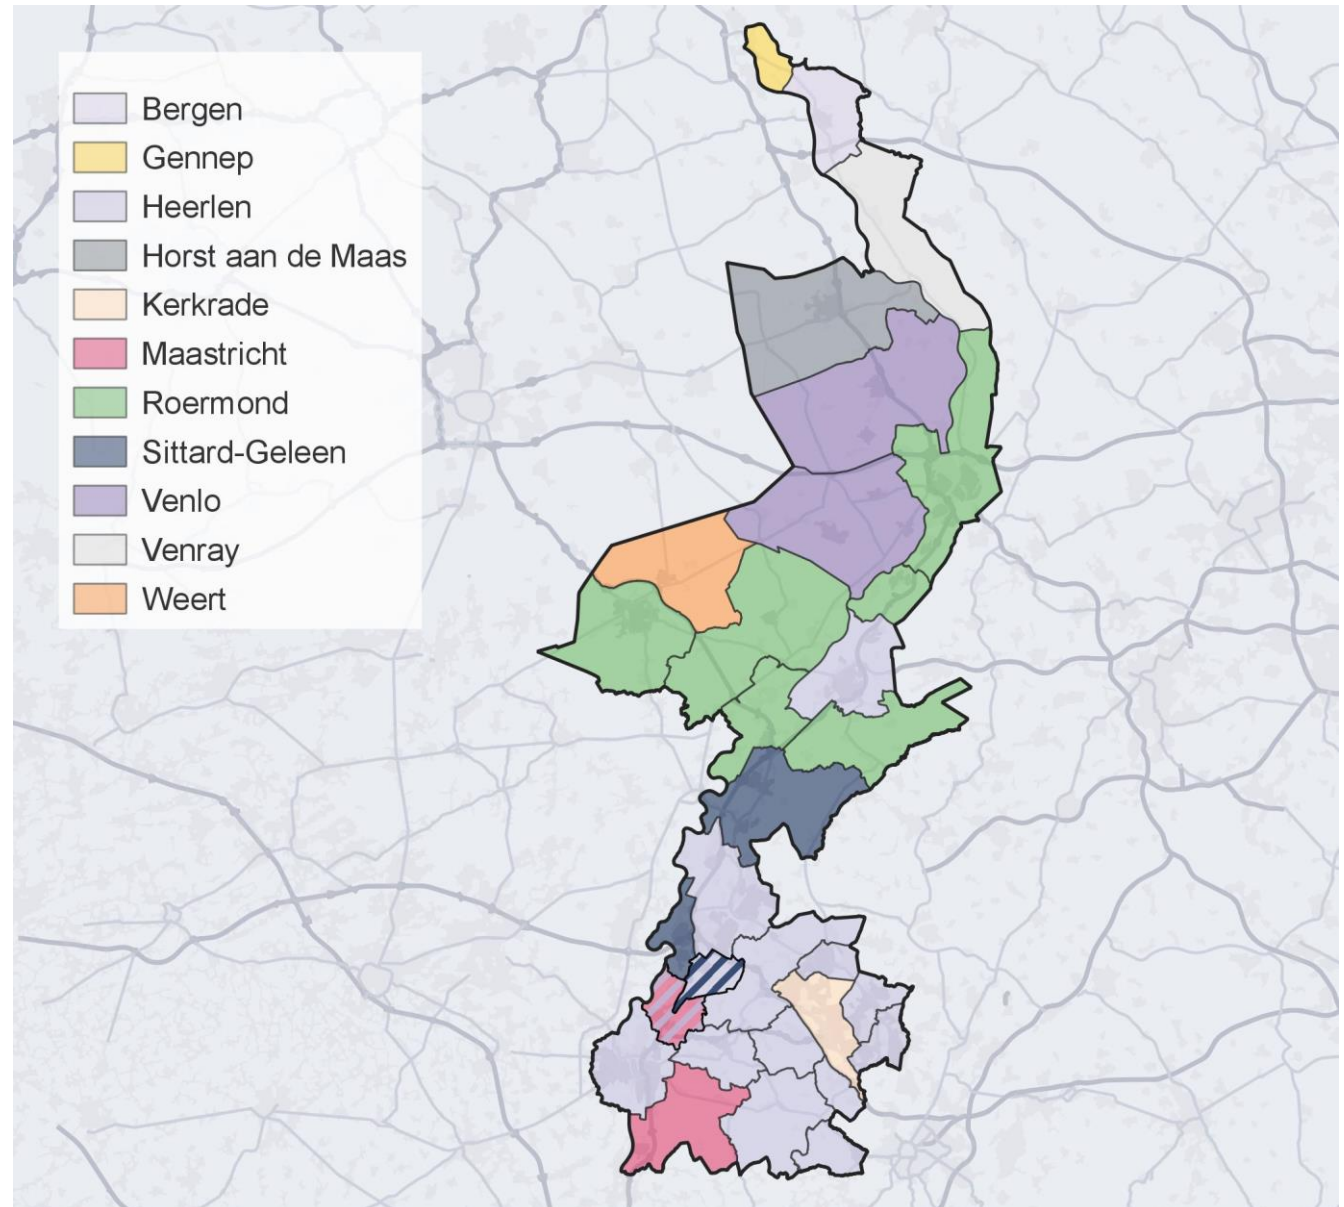 Bergen
Gennep
Heerlen
Horst aan de Maas
Kerkrade
Maastricht
Roermond
Sittard-Geleen
Venlo
Venray
Weert